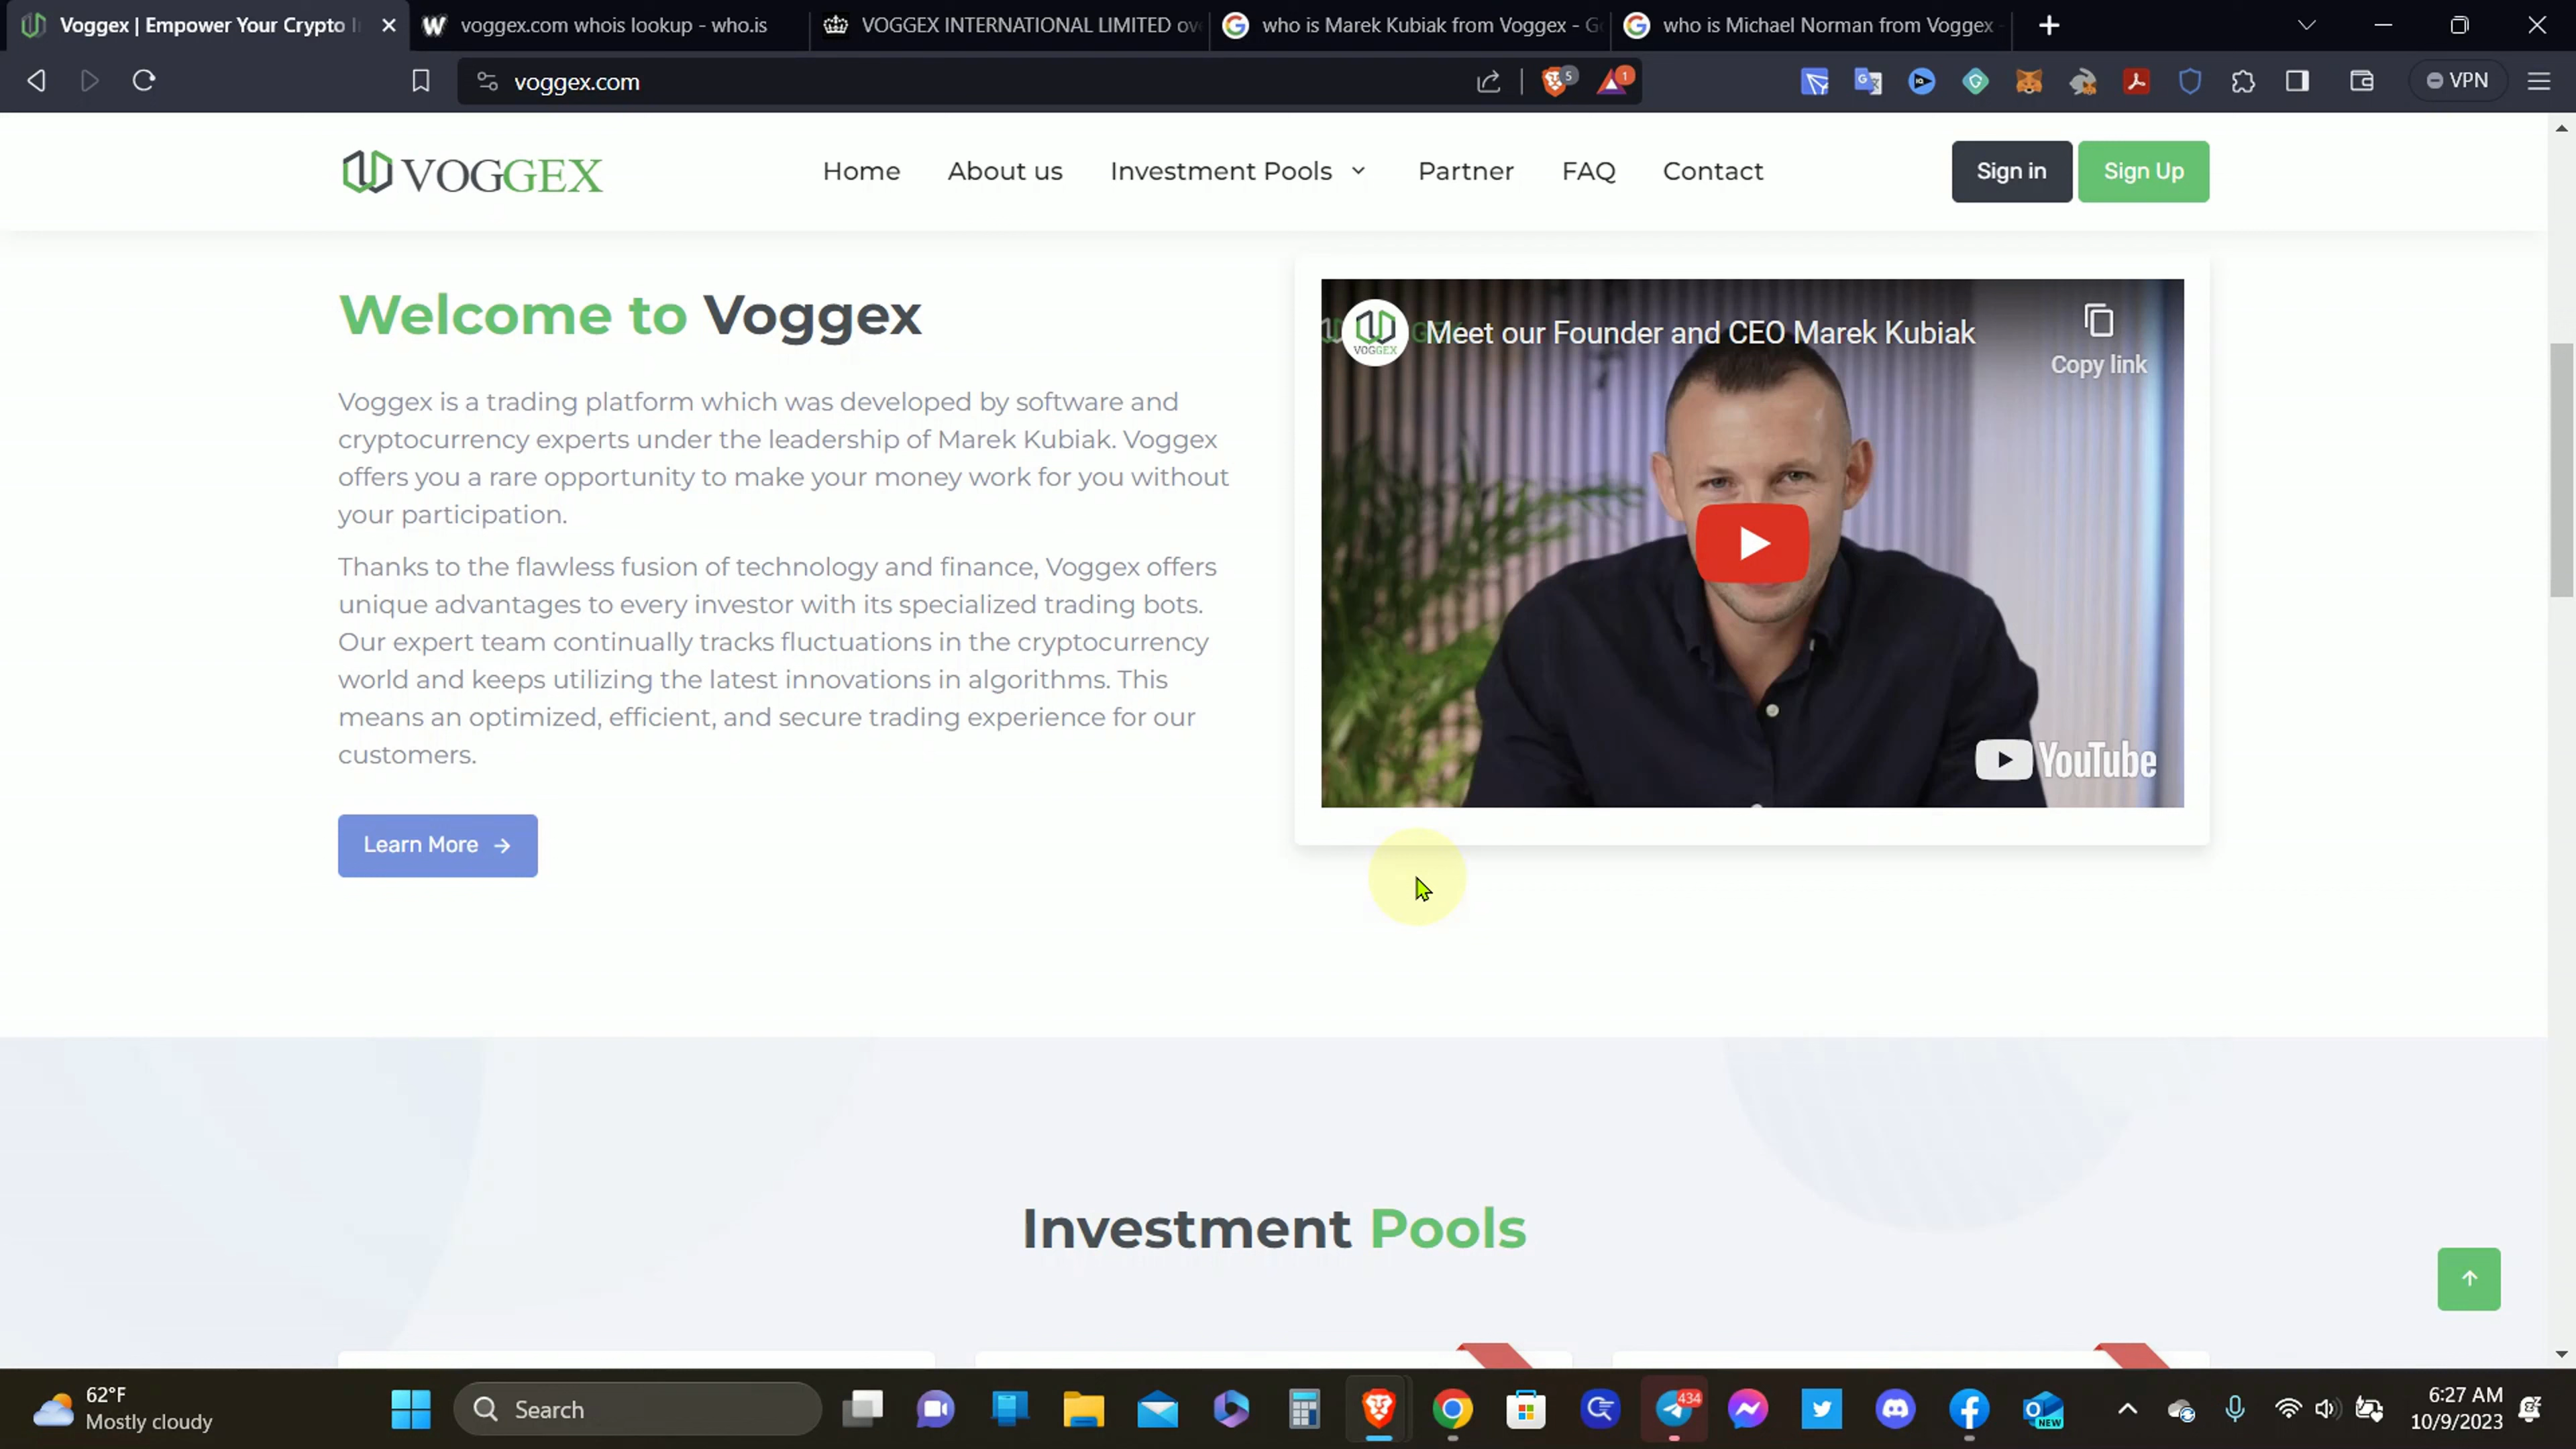 Voggex | Empower Your Crypto I
voggex.com whois lookup - who.is
VOGGEX INTERNATIONAL LIMITED ov
who is Marek Kubiak from Voggex - G
who is Michael Norman from Voggex -
voggex.com
5
1
VPN
VOGGEX
Home
About us
Investment Pools
Partner
FAQ
Contact
Sign in
Sign Up
Welcome to Voggex
Voggex is a trading platform which was developed by software and
cryptocurrency experts under the leadership of Marek Kubiak. Voggex
offers you a rare opportunity to make your money work for you without
your participation.
Thanks to the flawless fusion of technology and finance, Voggex offers
unique advantages to every investor with its specialized trading bots.
Our expert team continually tracks fluctuations in the cryptocurrency
world and keeps utilizing the latest innovations in algorithms. This
means an optimized, efficient, and secure trading experience for our
customers.
Learn More
VOGGEX
Meet our Founder and CEO Marek Kubiak
Copy link
YouTube
Investment Pools
62°F
Mostly cloudy
Search
434
NEW
6:27 AM
10/9/2023